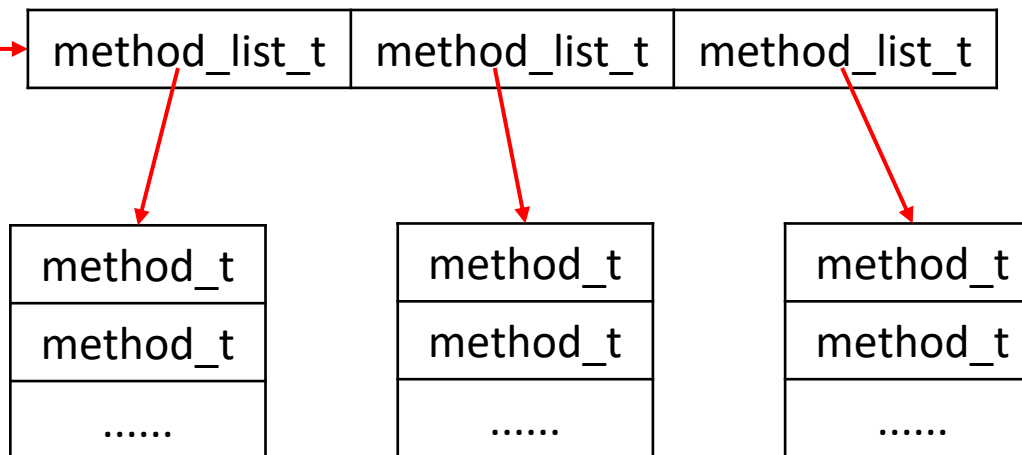 method_list_t method_list_t method_list_t
method_t method_t method_t
method_t method_t method_t
...... ...... ......